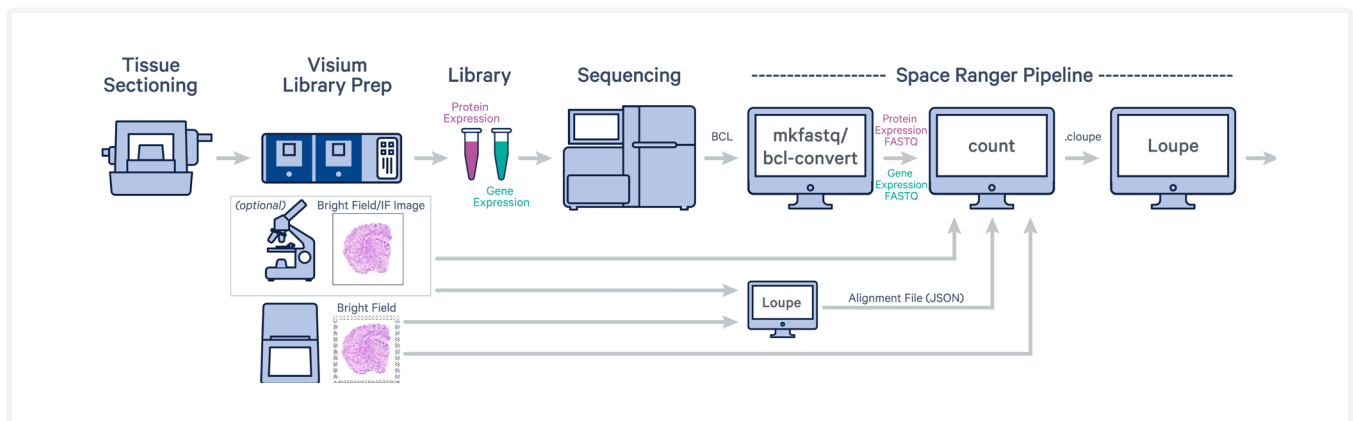 Tissue
Sectioning
Visium
Library Prep
Library
Sequencing
Space Ranger Pipeline
Protein
Expression
Gene
Expression
BCL
mkfastq/
bcl-convert
Protein
Expression
FASTQ
Gene
Expression
FASTQ
count
.cloupe
Loupe
(optional)
Bright Field/IF Image
Loupe
Alignment File (JSON)
Bright Field